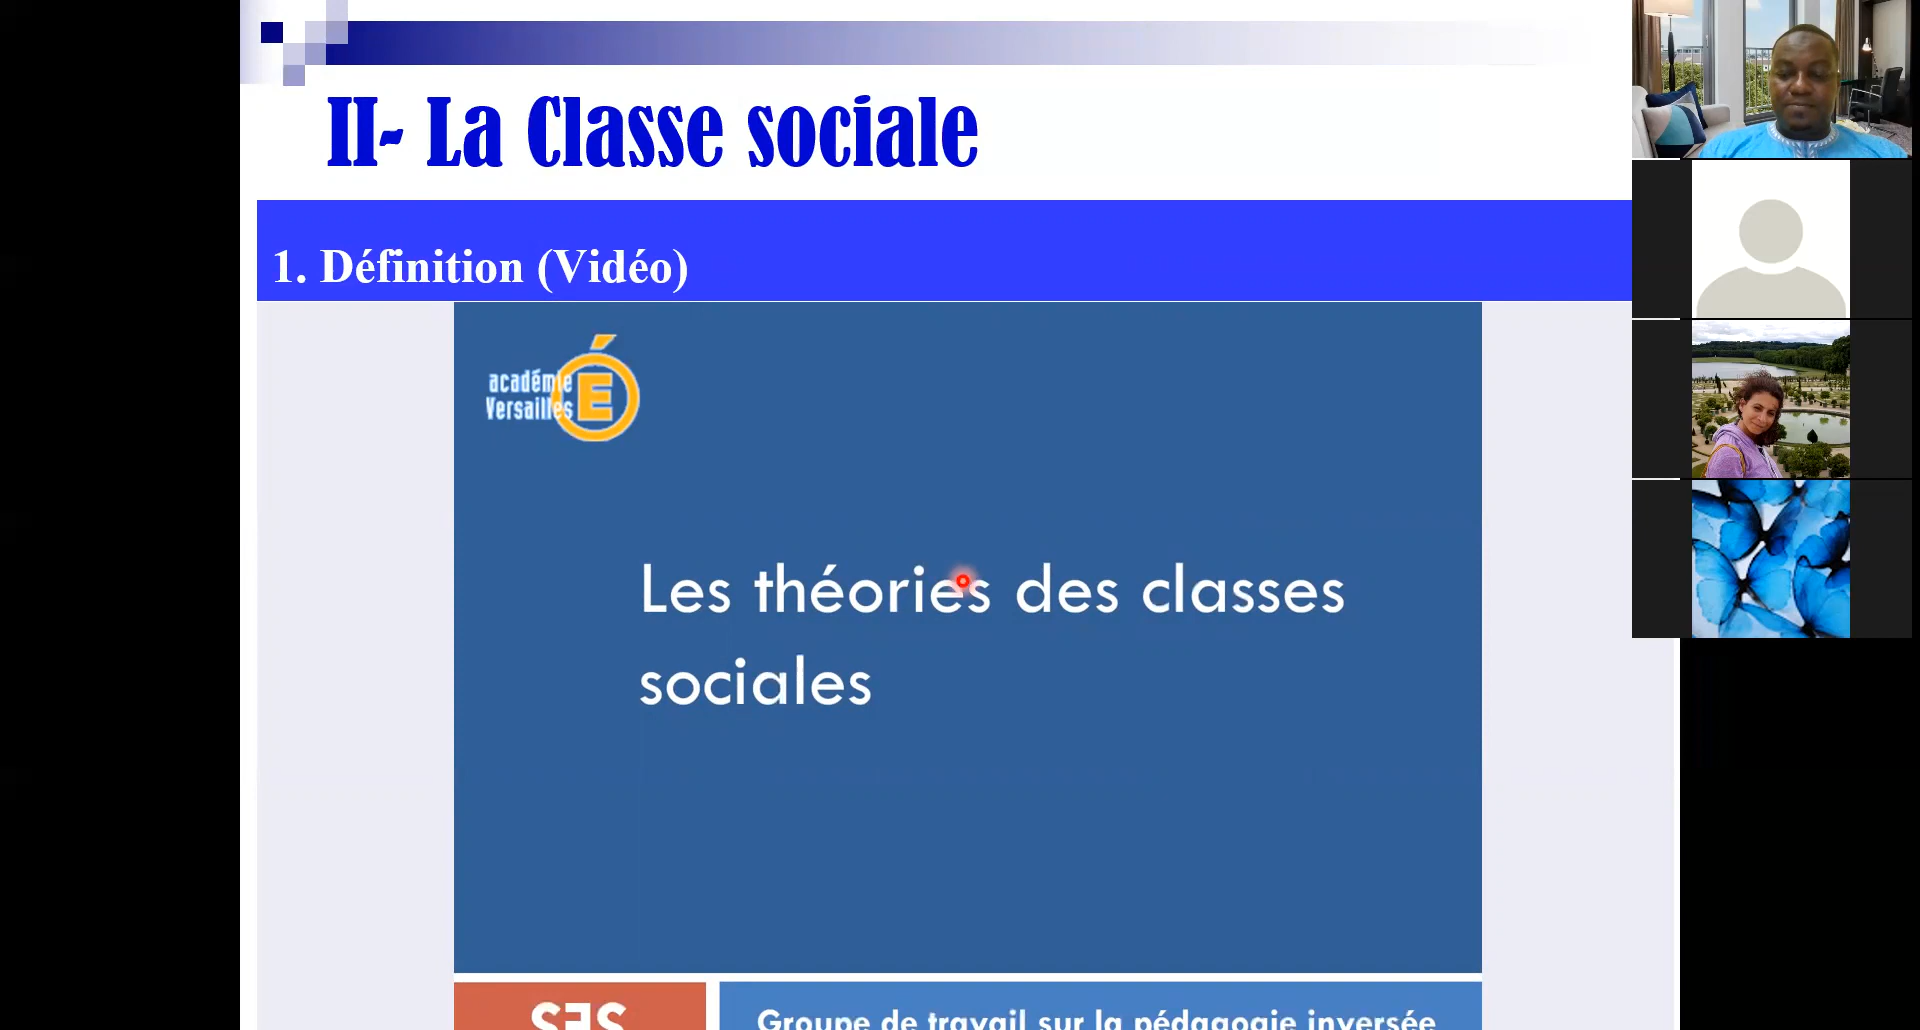 II- La Classe sociale
1. Définition (Vidéo)
académie
Versailles
É
Les théories des classes
sociales
SES
Groupe de travail sur la pédagogie inversée